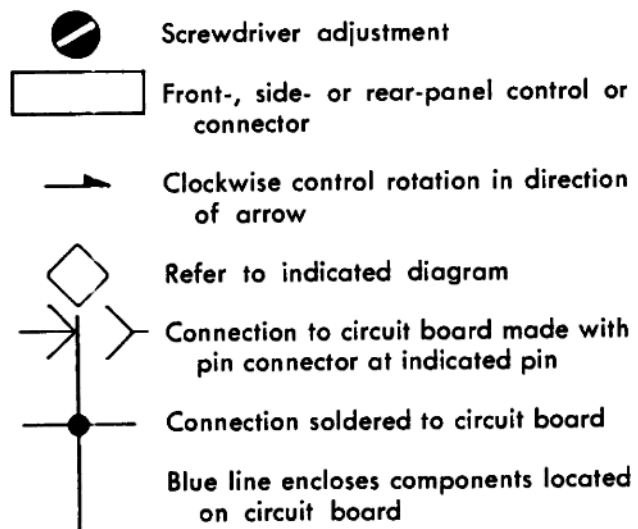 Screwdriver adjustment
Front-, side- or rear-panel control or
connector
Clockwise control rotation in direction
of arrow
Refer to indicated diagram
Connection to circuit board made with
pin connector at indicated pin
Connection soldered to circuit board
Blue line encloses components located
on circuit board